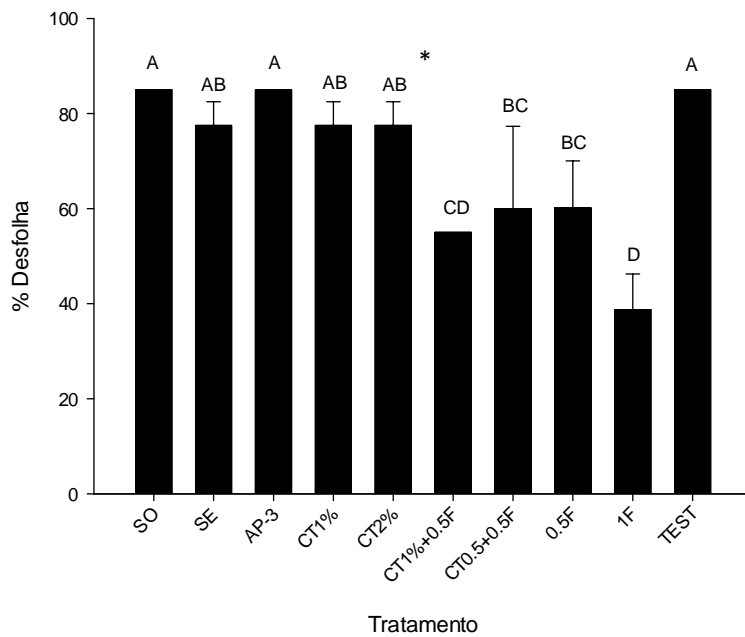 100
80
60
40
20
0
% Desfolha
A
AB
A
AB
AB
*
CD
BC
BC
D
A
SO
SE
AP-3
CT1%
CT2%
CT1%+0.5F
CT0.5+0.5F
0.5F
1F
TEST
Tratamento